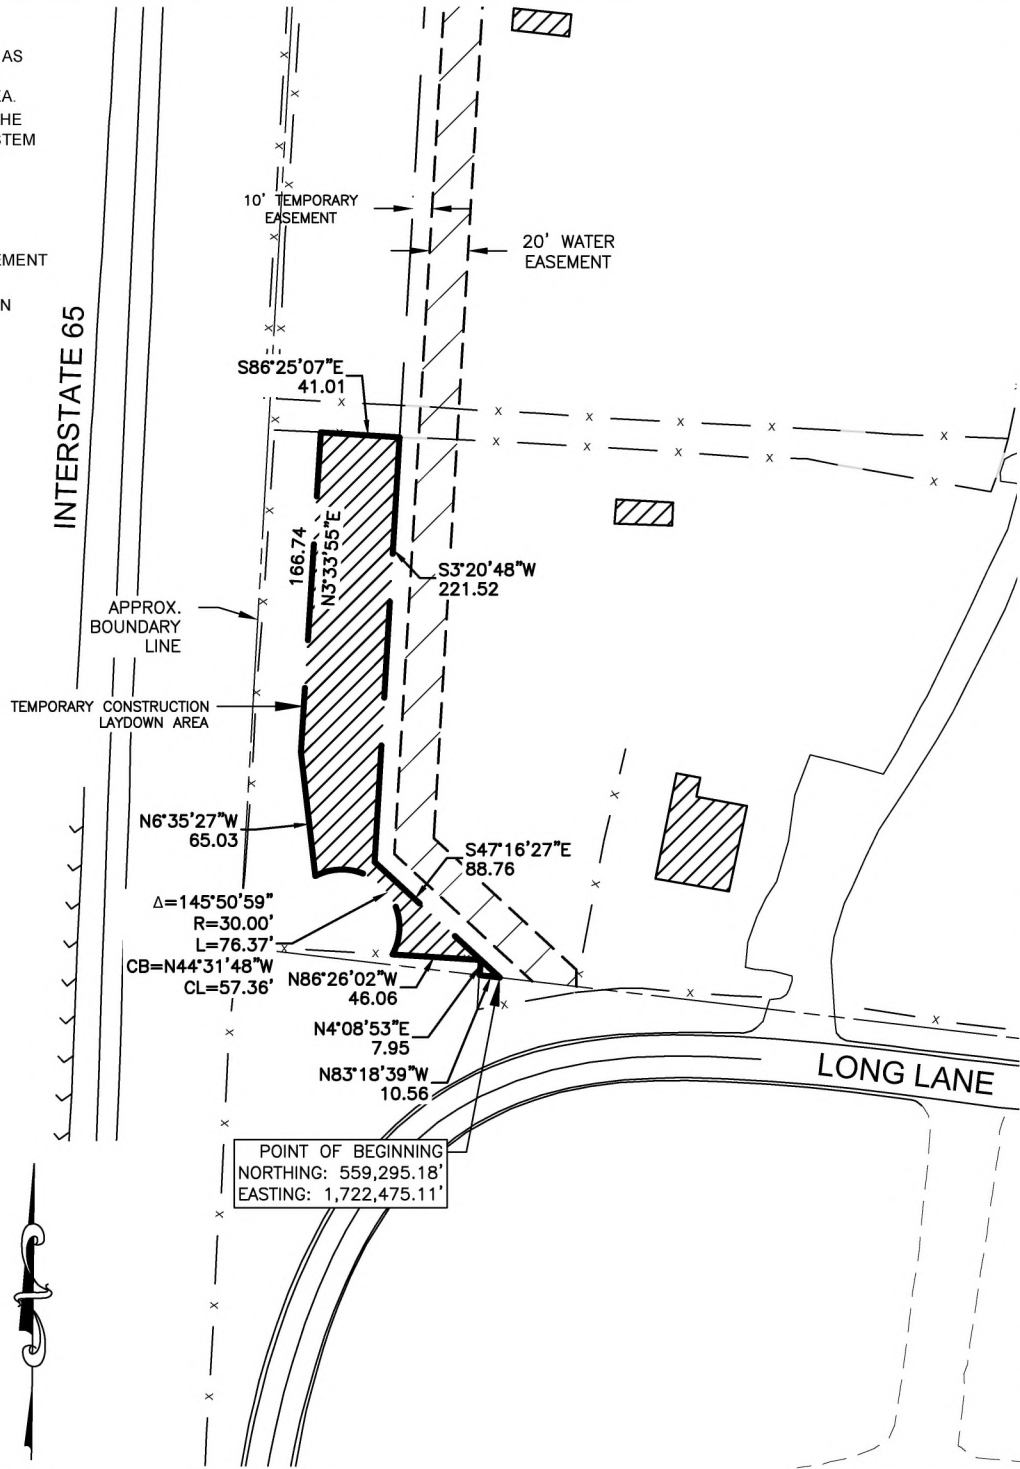 AS
A.
HE
TEM
EMENT
N
INTERSTATE 65
10' TEMPORARY
EASEMENT
20' WATER
EASEMENT
S86°25'07"E
41.01
166.74
N3°33'55"E
S3°20'48"W
221.52
APPROX.
BOUNDARY
LINE
TEMPORARY CONSTRUCTION
LAYDOWN AREA
N6°35'27"W
65.03
S47°16'27"E
88.76
Δ=145°50'59"
R=30.00'
L=76.37'
CB=N44°31'48"W
CL=57.36'
N86°26'02"W
46.06
N4°08'53"E
7.95
N83°18'39"W
10.56
LONG LANE
POINT OF BEGINNING
NORTHING: 559,295.18'
EASTING: 1,722,475.11'